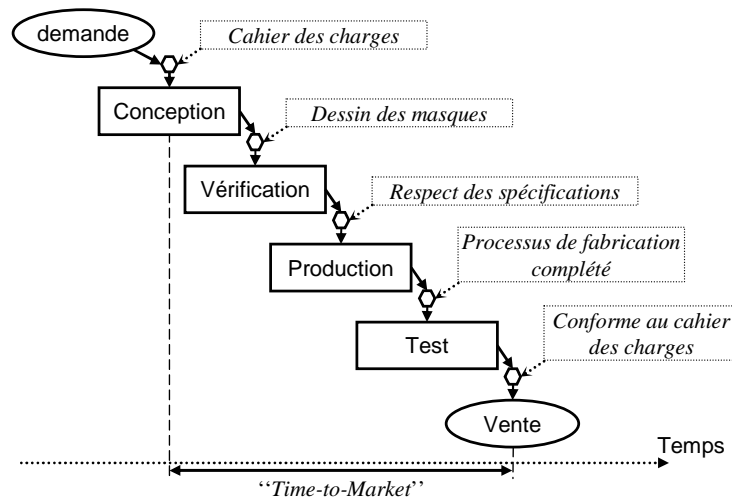 demande
Cahier des charges
Conception
Dessin des masques
Vérification
Respect des spécifications
Production
Processus de fabrication
complété
Test
Conforme au cahier
des charges
Vente
Temps
‘‘Time-to-Market’’